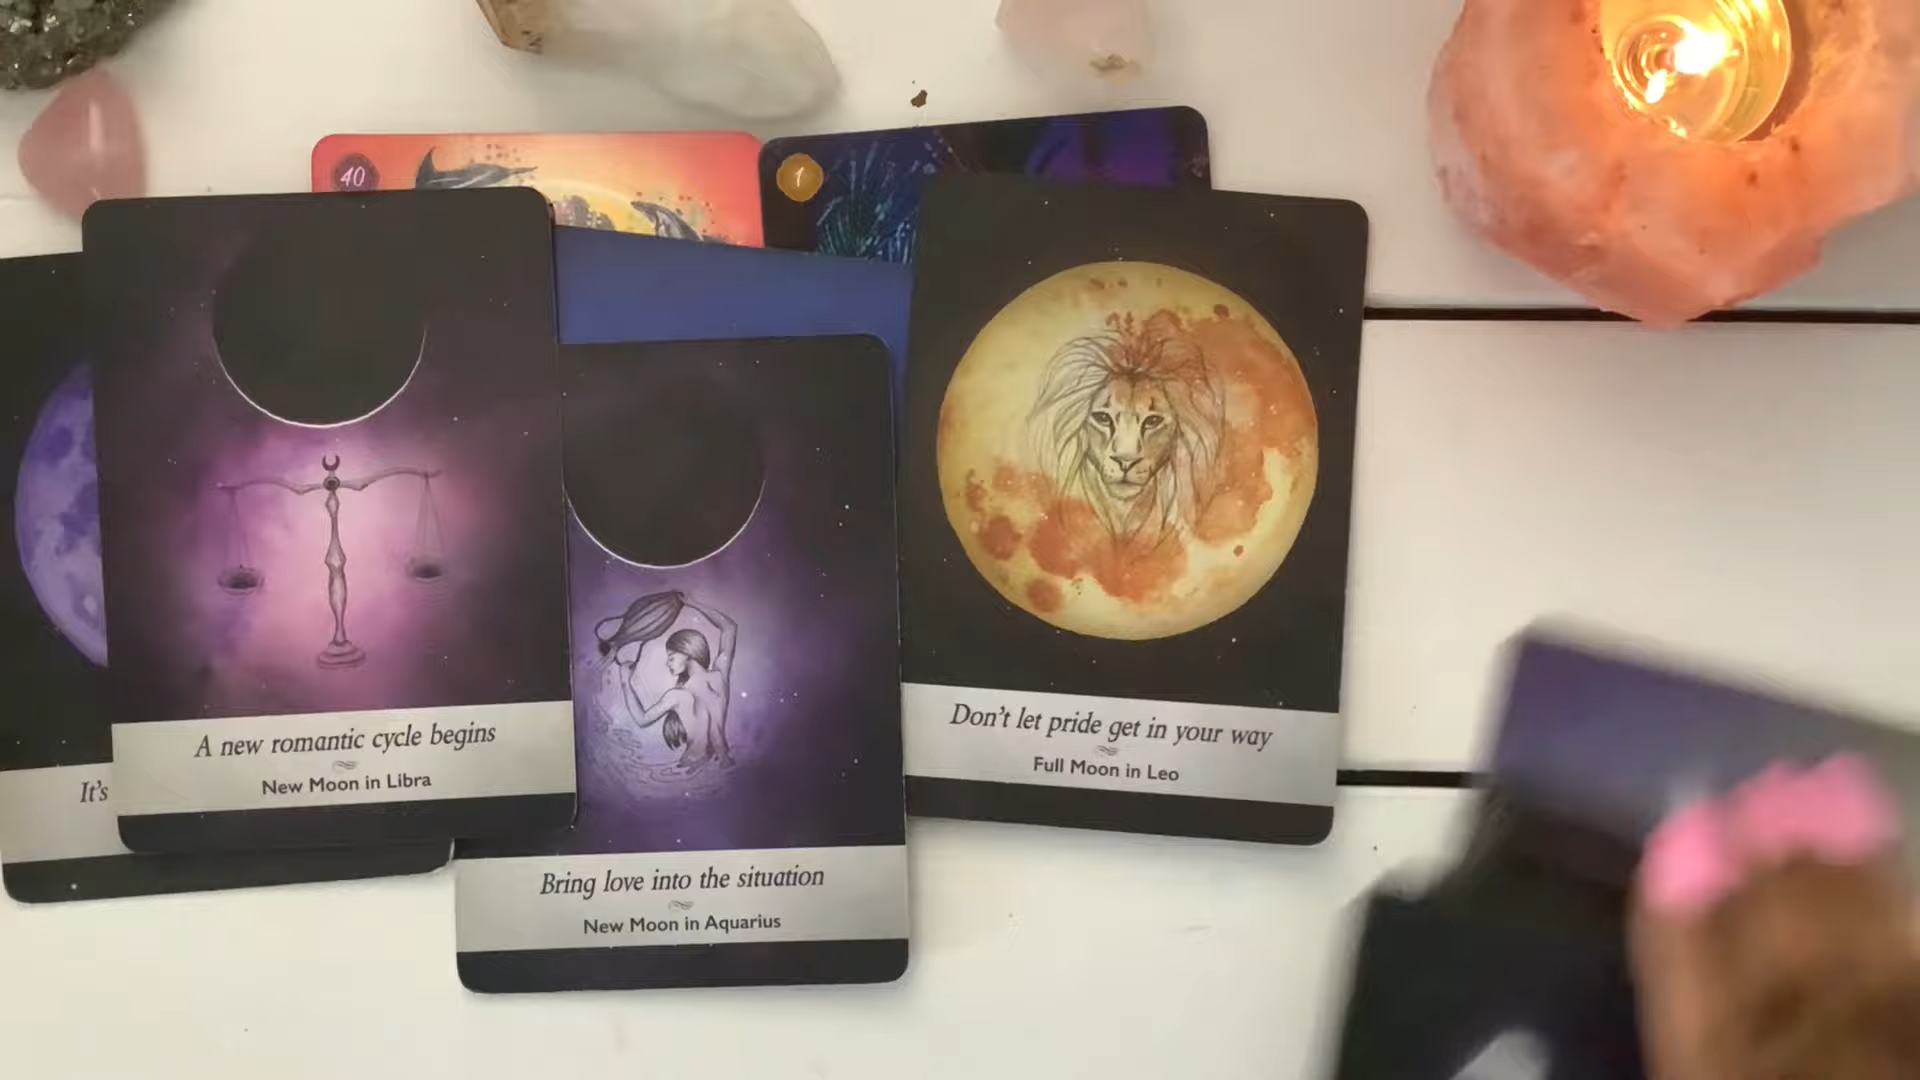 40
1
It's
A new romantic cycle begins
New Moon in Libra
Bring love into the situation
New Moon in Aquarius
Don't let pride get in your way
Full Moon in Leo